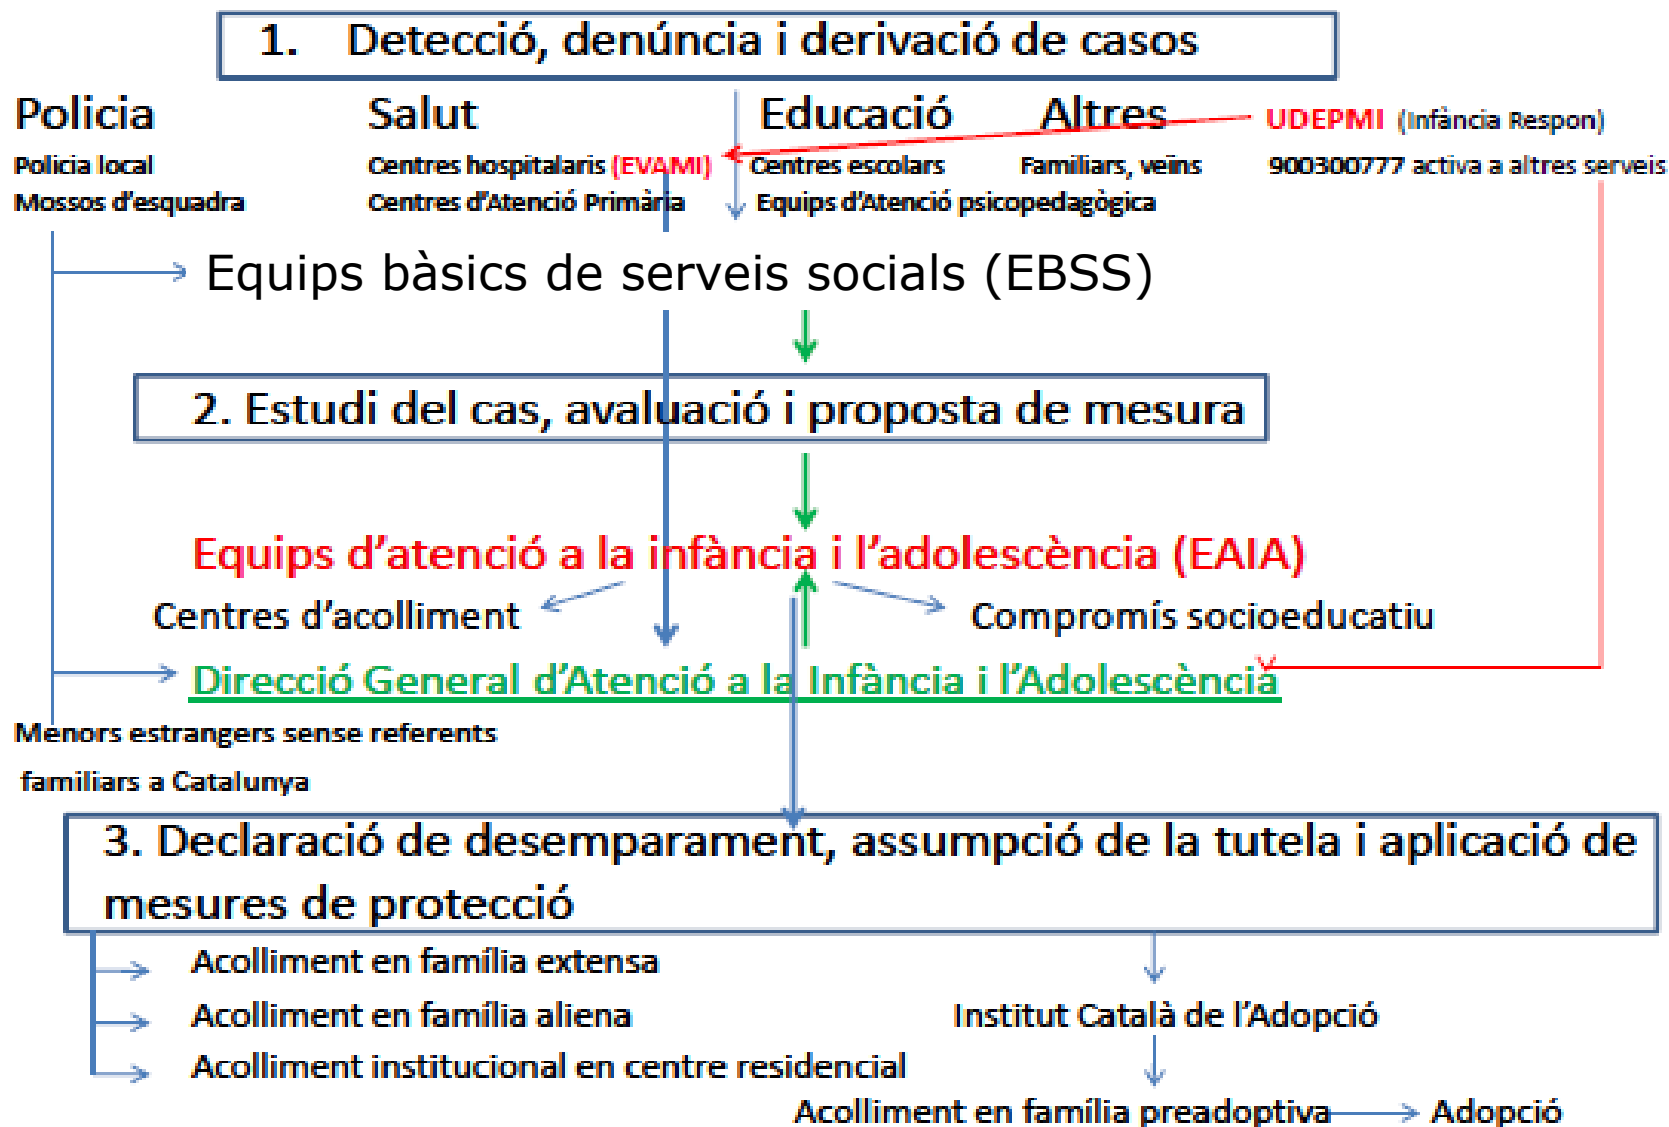 1. Detecció, denúncia i derivació de casos
Policia Salut Educació Altres UDEPMI (Infància Respon)
Policia local Centres hospitalaris (EVAMI) Centres escolars Familiars, veïns 900300777 activa a altres serveis
Mossos d'esquadra Centres d'Atenció Primària Equips d'Atenció psicopedagògica
Equips bàsics de serveis socials (EBSS)
2. Estudi del cas, avaluació i proposta de mesura
Equips d'atenció a la infància i l'adolescència (EAIA)
Centres d'acolliment Compromís socioeducatiu
Direcció General d'Atenció a la Infància i l'Adolescència
Menors estrangers sense referents
familiars a Catalunya
3. Declaració de desemparament, assumpció de la tutela i aplicació de
mesures de protecció
Acolliment en família extensa
Acolliment en família aliena Institut Català de l'Adopció
Acolliment institucional en centre residencial
Acolliment en família preadoptiva Adopció